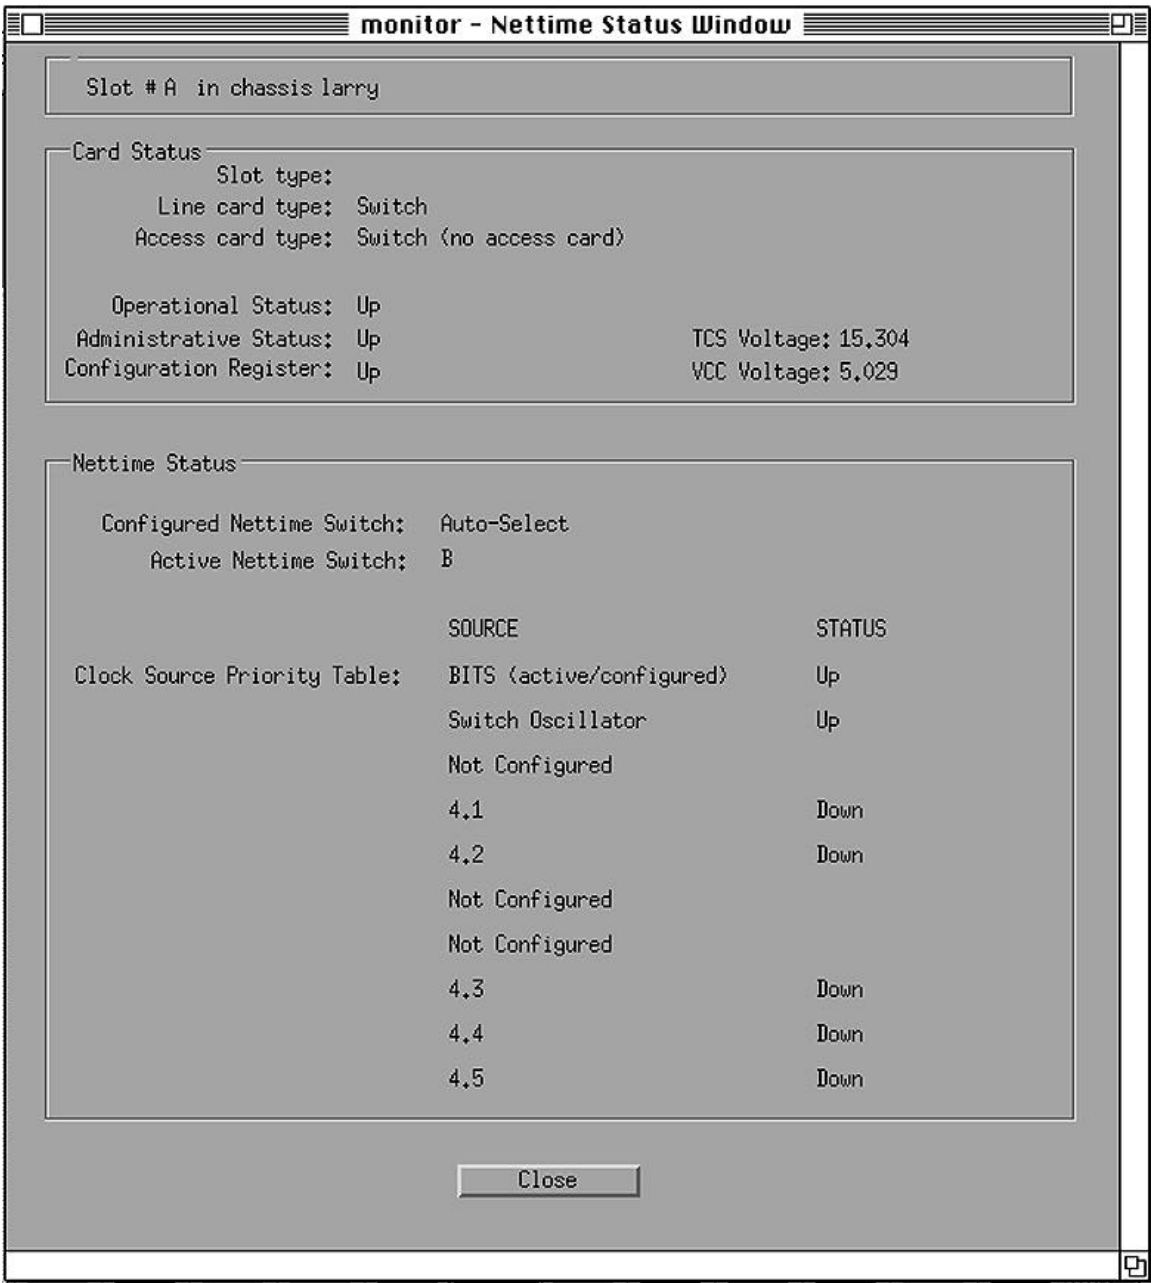 monitor - Nettime Status Window
Slot # A in chassis larry
Card Status
Slot type:
Line card type: Switch
Access card type: Switch (no access card)
Operational Status: Up
Administrative Status: Up TCS Voltage: 15.304
Configuration Register: Up VCC Voltage: 5.029
Nettime Status
Configured Nettime Switch: Auto-Select
Active Nettime Switch: B
SOURCE STATUS
Clock Source Priority Table: BITS (active/configured) Up
Switch Oscillator Up
Not Configured
4.1 Down
4.2 Down
Not Configured
Not Configured
4.3 Down
4.4 Down
4.5 Down
Close